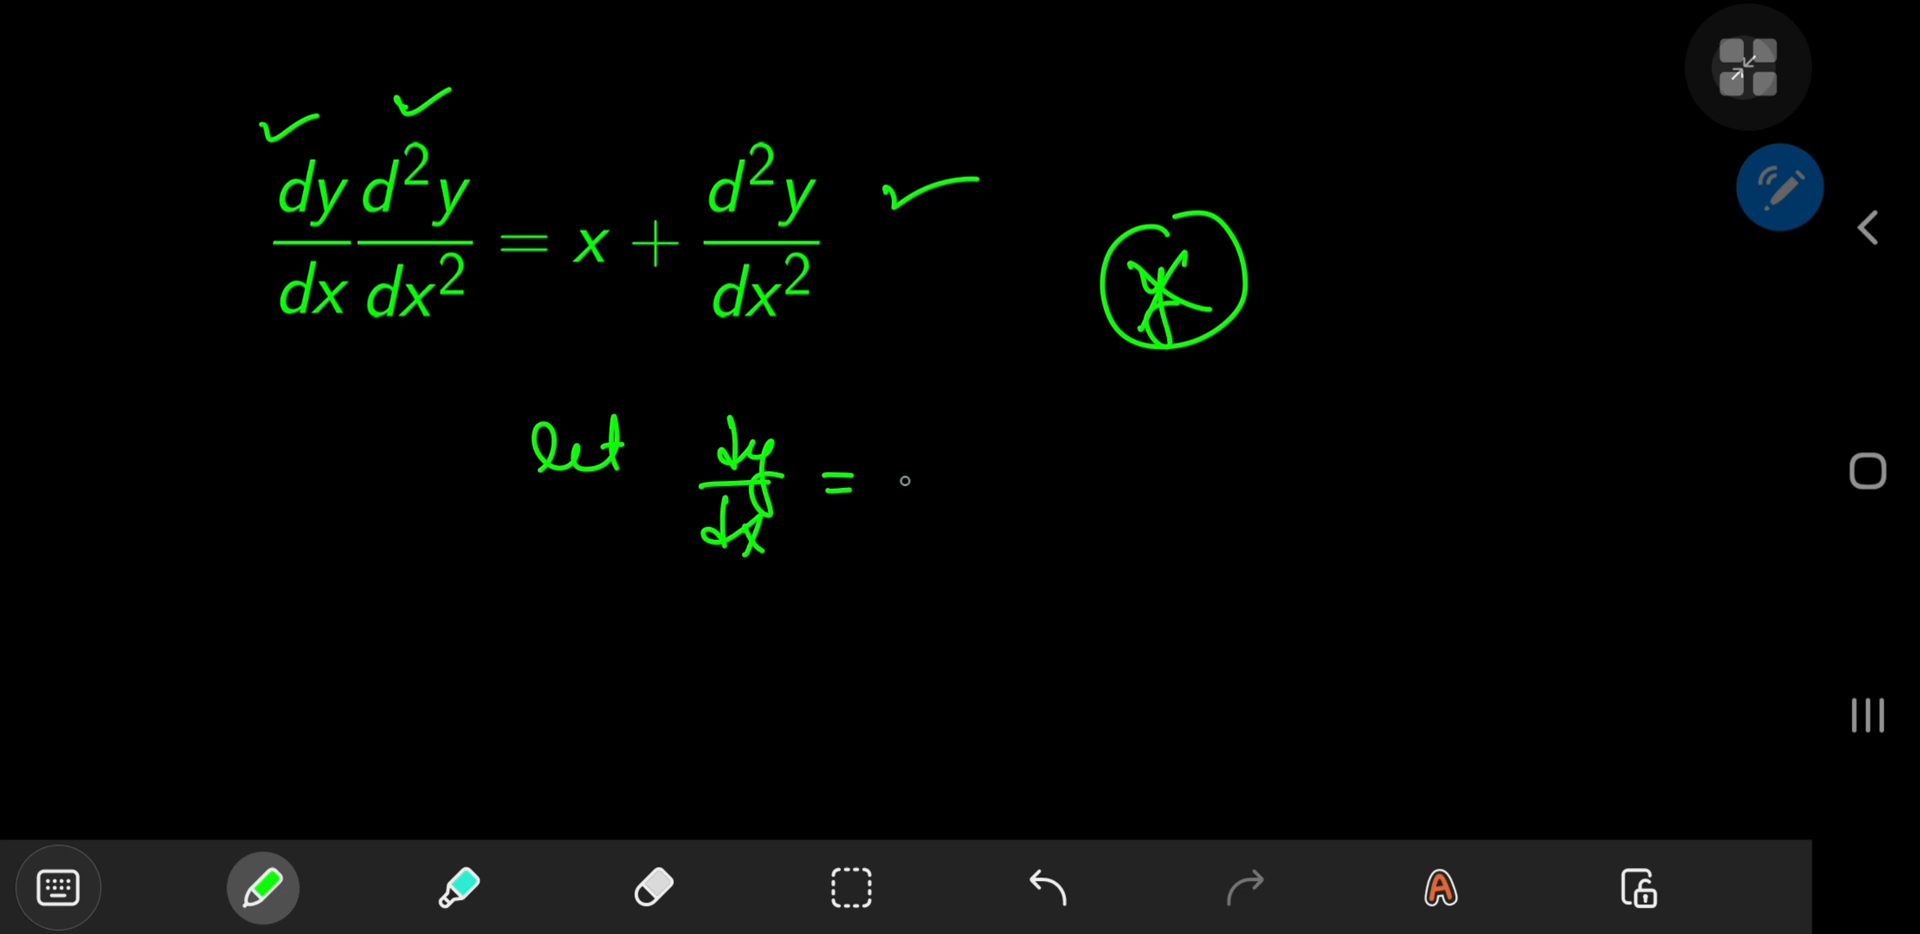 dy/dx d²y/dx² = x + d²y/dx²
let dy/dx =